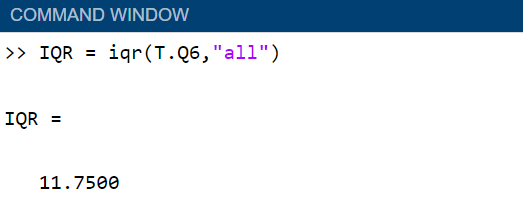 COMMAND WINDOW
>> IQR = iqr(T.Q6,"all")
IQR =
11.7500